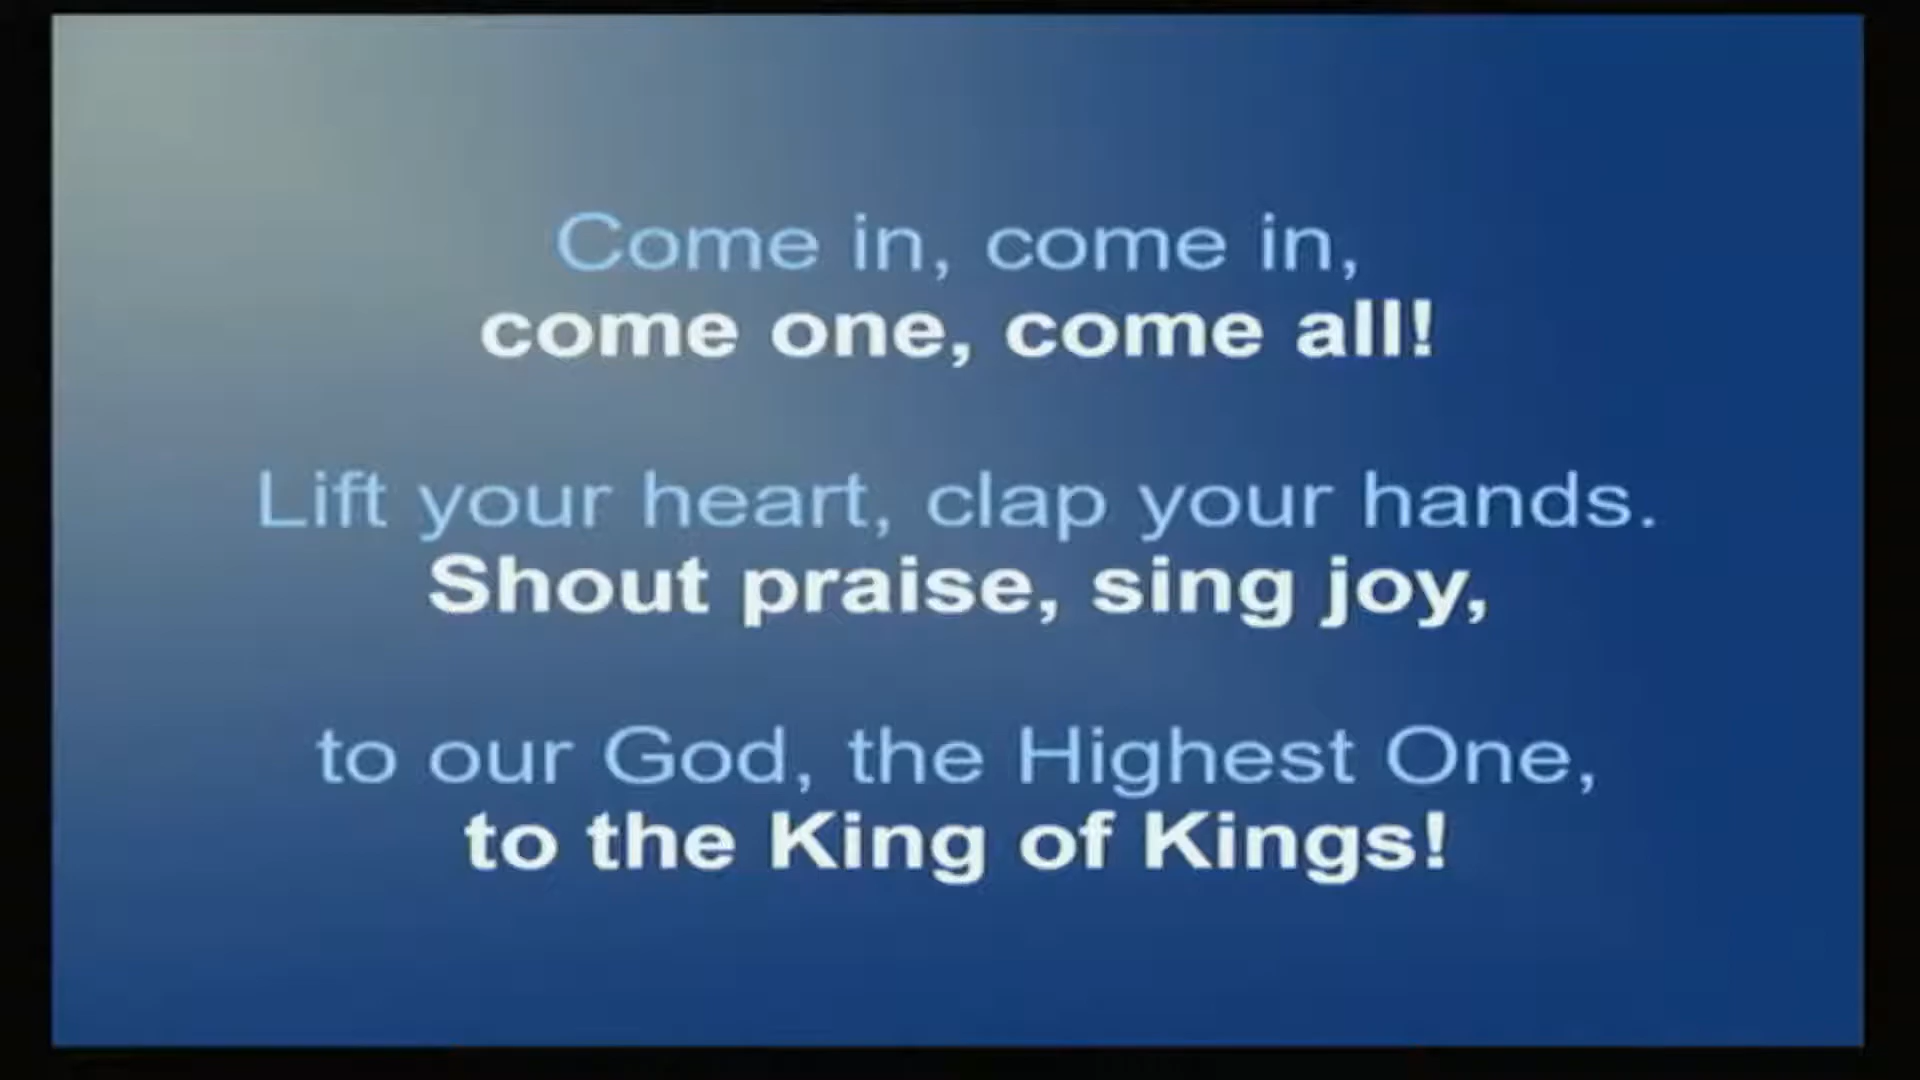 Come in, come in,
come one, come all!
Lift your heart, clap your hands.
Shout praise, sing joy,
to our God, the Highest One,
to the King of Kings!